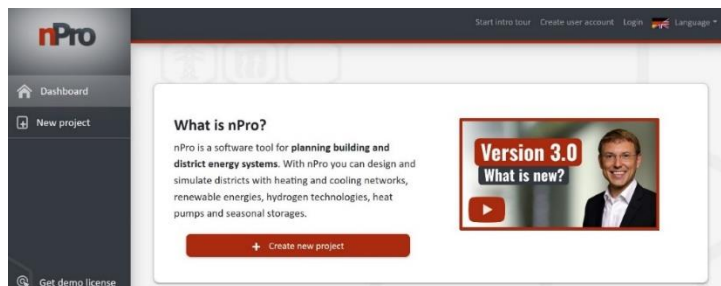 nPro
Start intro tour Create user account Login Language
Dashboard
New project
What is nPro?
nPro is a software tool for planning building and
district energy systems. With nPro you can design and
simulate districts with heating and cooling networks,
renewable energies, hydrogen technologies, heat
pumps and seasonal storages.
+ Create new project
Version 3.0
What is new?
Get demo license